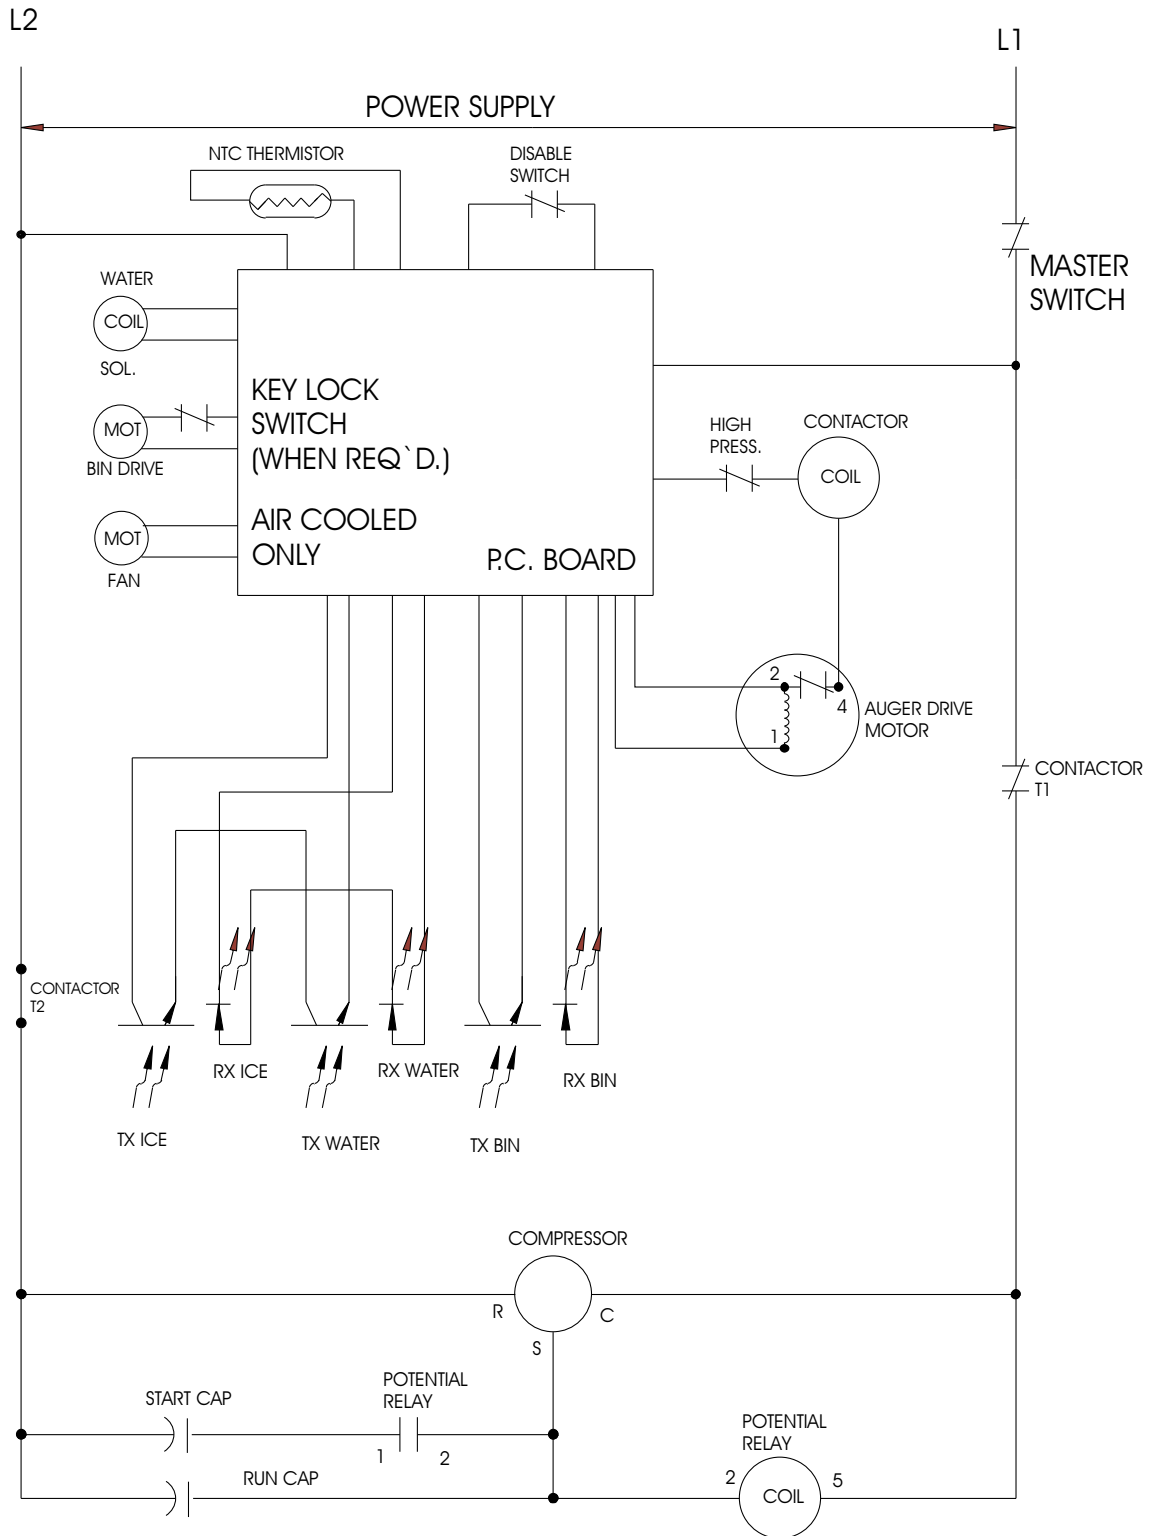 L2
L1
POWER SUPPLY
NTC THERMISTOR
DISABLE
SWITCH
MASTER
SWITCH
WATER
COIL
SOL.
KEY LOCK
SWITCH
(WHEN REQ`D.)
MOT
BIN DRIVE
HIGH
PRESS.
CONTACTOR
COIL
AIR COOLED
ONLY
MOT
FAN
P.C. BOARD
2
4
1
AUGER DRIVE
MOTOR
CONTACTOR
T1
CONTACTOR
T2
RX ICE
RX WATER
RX BIN
TX ICE
TX WATER
TX BIN
COMPRESSOR
R
C
S
START CAP
POTENTIAL
RELAY
1
2
RUN CAP
POTENTIAL
RELAY
2
COIL
5